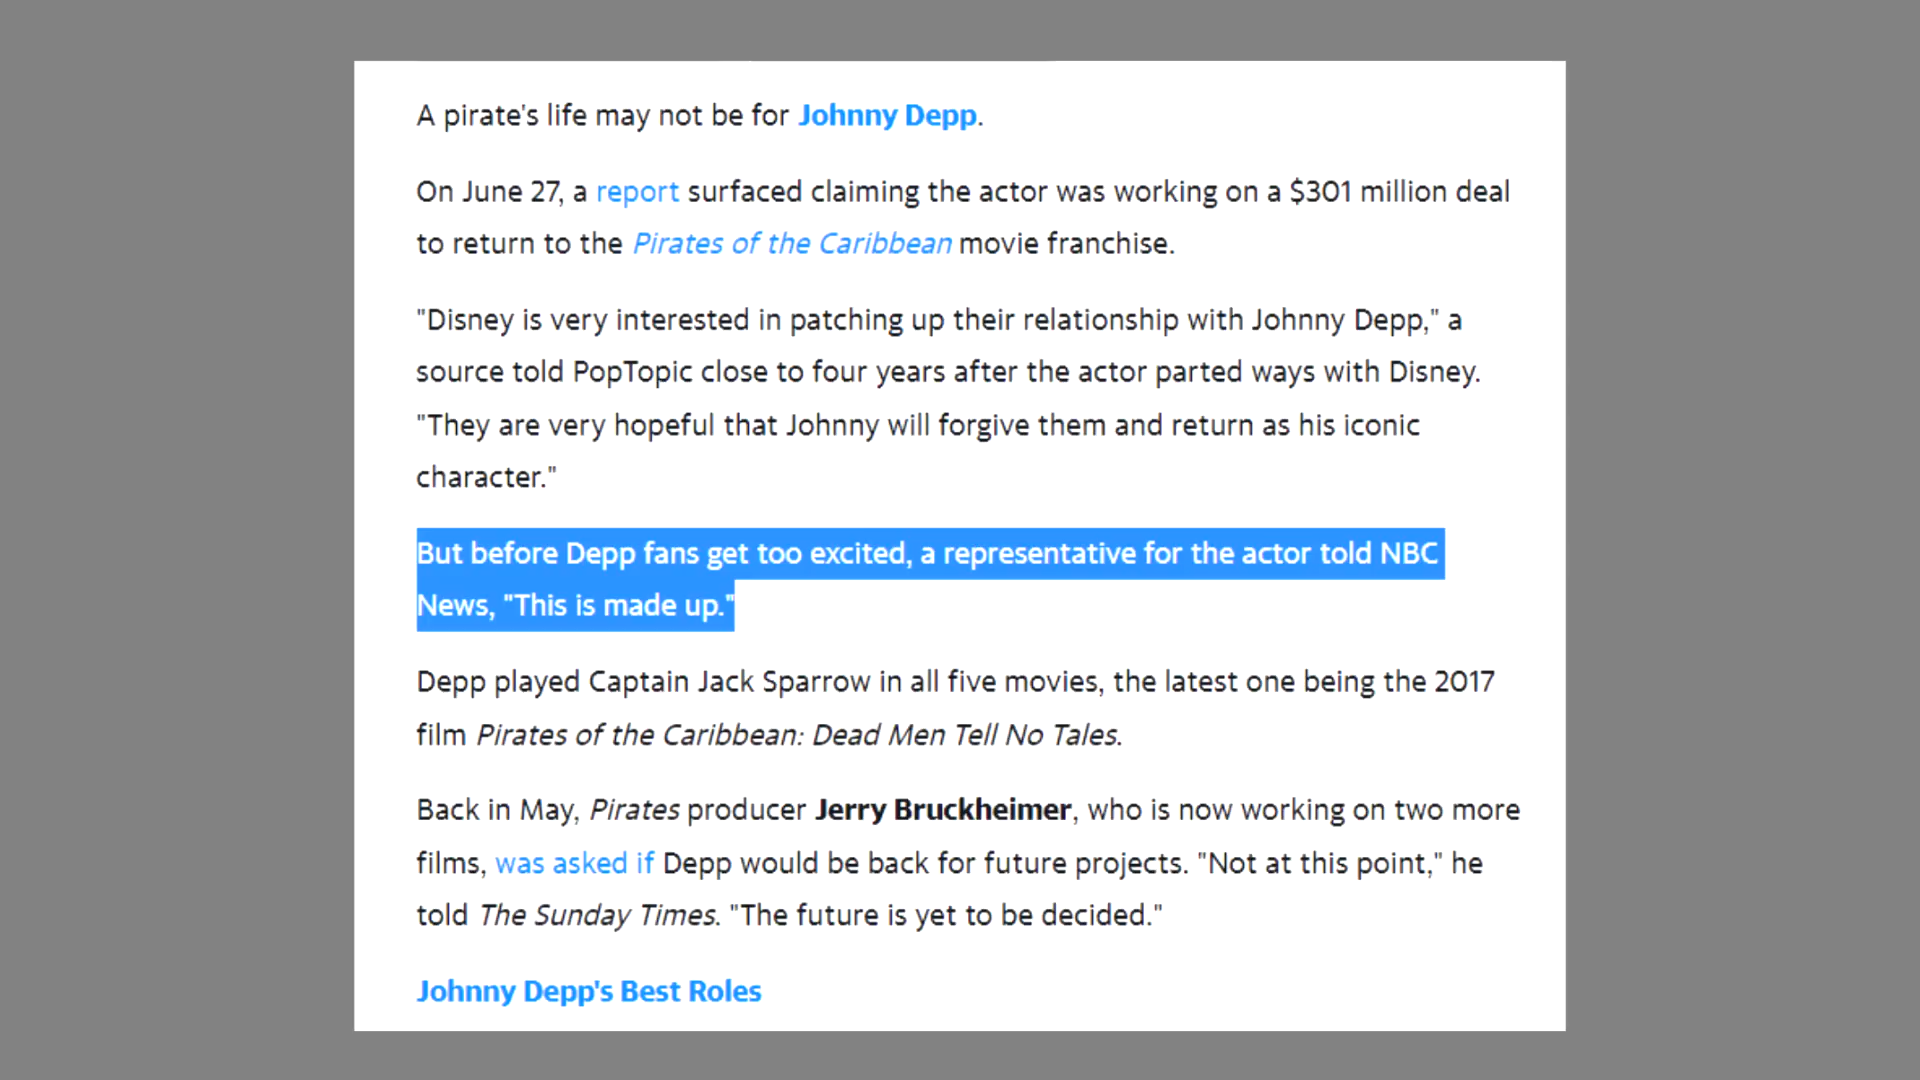 A pirate's life may not be for Johnny Depp.
On June 27, a report surfaced claiming the actor was working on a $301 million deal
to return to the Pirates of the Caribbean movie franchise.
"Disney is very interested in patching up their relationship with Johnny Depp," a
source told PopTopic close to four years after the actor parted ways with Disney.
"They are very hopeful that Johnny will forgive them and return as his iconic
character."
But before Depp fans get too excited, a representative for the actor told NBC
News, "This is made up."
Depp played Captain Jack Sparrow in all five movies, the latest one being the 2017
film Pirates of the Caribbean: Dead Men Tell No Tales.
Back in May, Pirates producer Jerry Bruckheimer, who is now working on two more
films, was asked if Depp would be back for future projects. "Not at this point," he
told The Sunday Times. "The future is yet to be decided."
Johnny Depp's Best Roles